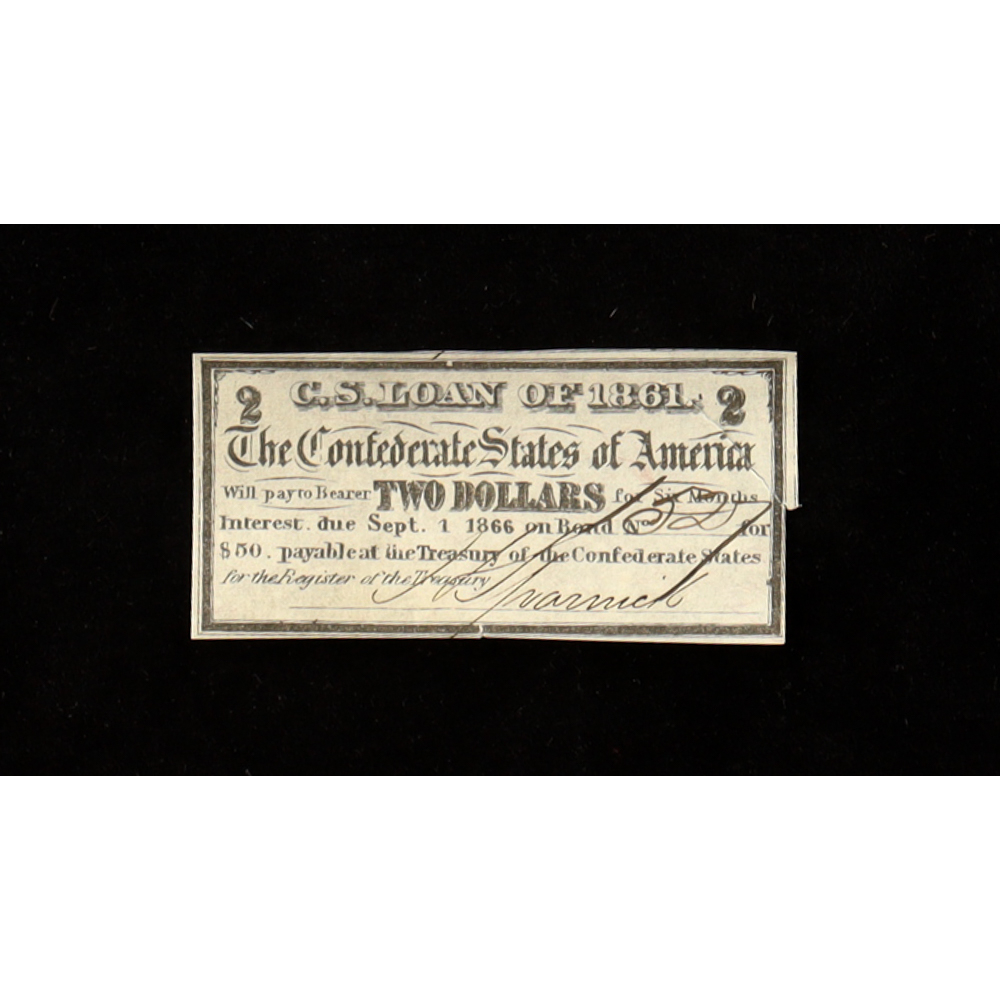 2 C.S. LOAN OF 1861. 2
The Confederate States of America
Will pay to Bearer TWO DOLLARS for Six Months
Interest. due Sept. 1 1866 on Bond No for
$50. payable at the Treasury of the Confederate States
for the Register of the Treasury
Warnick